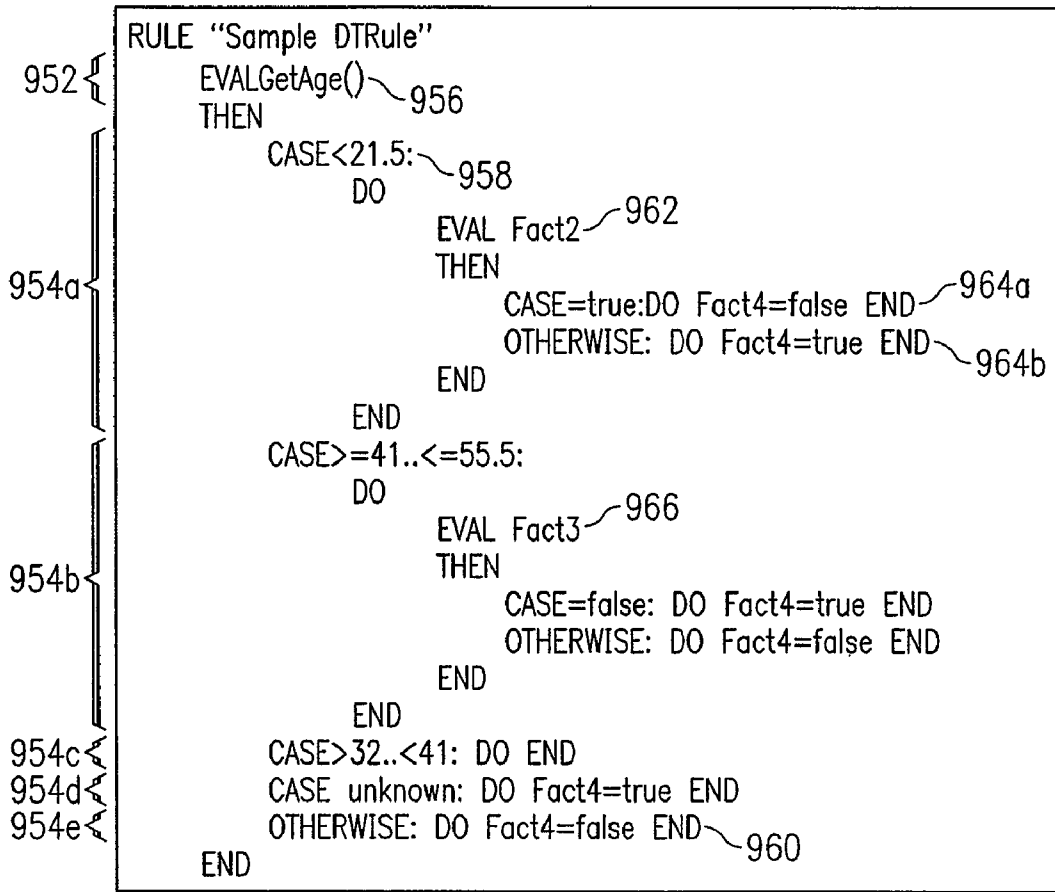 RULE “Sample DTRule”
952 EVALGetAge() 956
THEN
CASE<21.5: 958
DO
EVAL Fact2 962
THEN
954a CASE=true:DO Fact4=false END 964a
OTHERWISE: DO Fact4=true END 964b
END
END
CASE>=41..<=55.5:
DO
EVAL Fact3 966
THEN
954b CASE=false: DO Fact4=true END
OTHERWISE: DO Fact4=false END
END
END
954c CASE>32..<41: DO END
954d CASE unknown: DO Fact4=true END
954e OTHERWISE: DO Fact4=false END 960
END